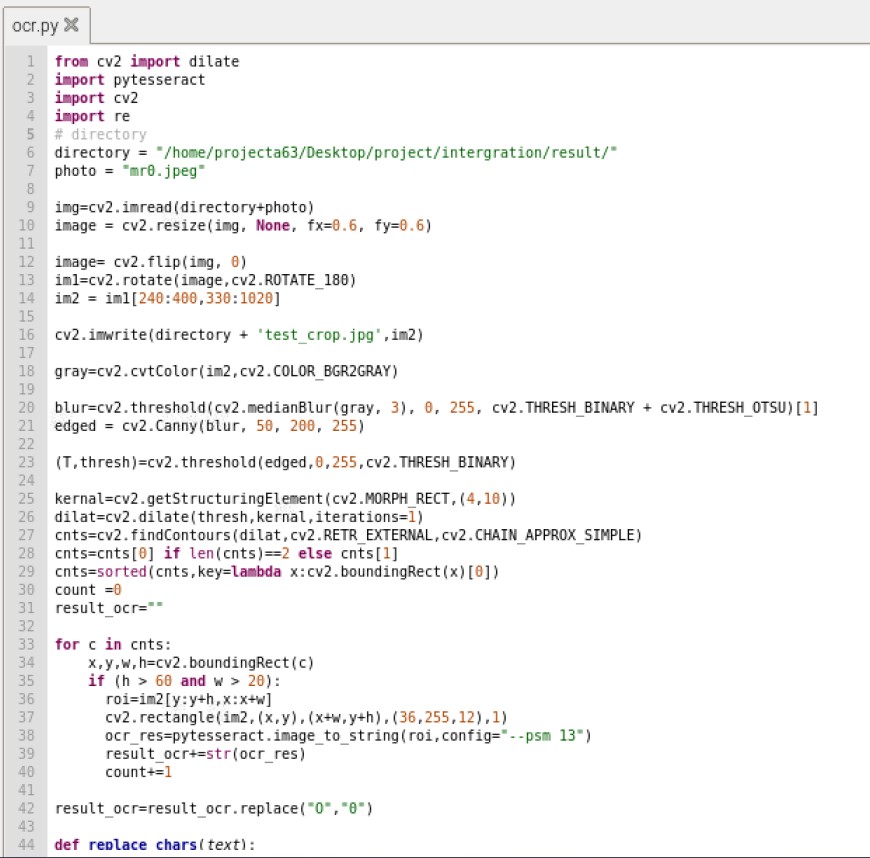 ocr.py
1 from cv2 import dilate
2 import pytesseract
3 import cv2
4 import re
5 # directory
6 directory = "/home/projecta63/Desktop/project/intergration/result/"
7 photo = "mr0.jpeg"
8
9 img=cv2.imread(directory+photo)
10 image = cv2.resize(img, None, fx=0.6, fy=0.6)
11
12 image= cv2.flip(img, 0)
13 im1=cv2.rotate(image,cv2.ROTATE_180)
14 im2 = im1[240:400,330:1020]
15
16 cv2.imwrite(directory + 'test_crop.jpg',im2)
17
18 gray=cv2.cvtColor(im2,cv2.COLOR_BGR2GRAY)
19
20 blur=cv2.threshold(cv2.medianBlur(gray, 3), 0, 255, cv2.THRESH_BINARY + cv2.THRESH_OTSU)[1]
21 edged = cv2.Canny(blur, 50, 200, 255)
22
23 (T,thresh)=cv2.threshold(edged,0,255,cv2.THRESH_BINARY)
24
25 kernal=cv2.getStructuringElement(cv2.MORPH_RECT,(4,10))
26 dilat=cv2.dilate(thresh,kernal,iterations=1)
27 cnts=cv2.findContours(dilat,cv2.RETR_EXTERNAL,cv2.CHAIN_APPROX_SIMPLE)
28 cnts=cnts[0] if len(cnts)==2 else cnts[1]
29 cnts=sorted(cnts,key=lambda x:cv2.boundingRect(x)[0])
30 count =0
31 result_ocr=""
32
33 for c in cnts:
34     x,y,w,h=cv2.boundingRect(c)
35     if (h > 60 and w > 20):
36       roi=im2[y:y+h,x:x+w]
37       cv2.rectangle(im2,(x,y),(x+w,y+h),(36,255,12),1)
38       ocr_res=pytesseract.image_to_string(roi,config="--psm 13")
39       result_ocr+=str(ocr_res)
40       count+=1
41
42 result_ocr=result_ocr.replace("O","0")
43
44 def replace_chars(text):